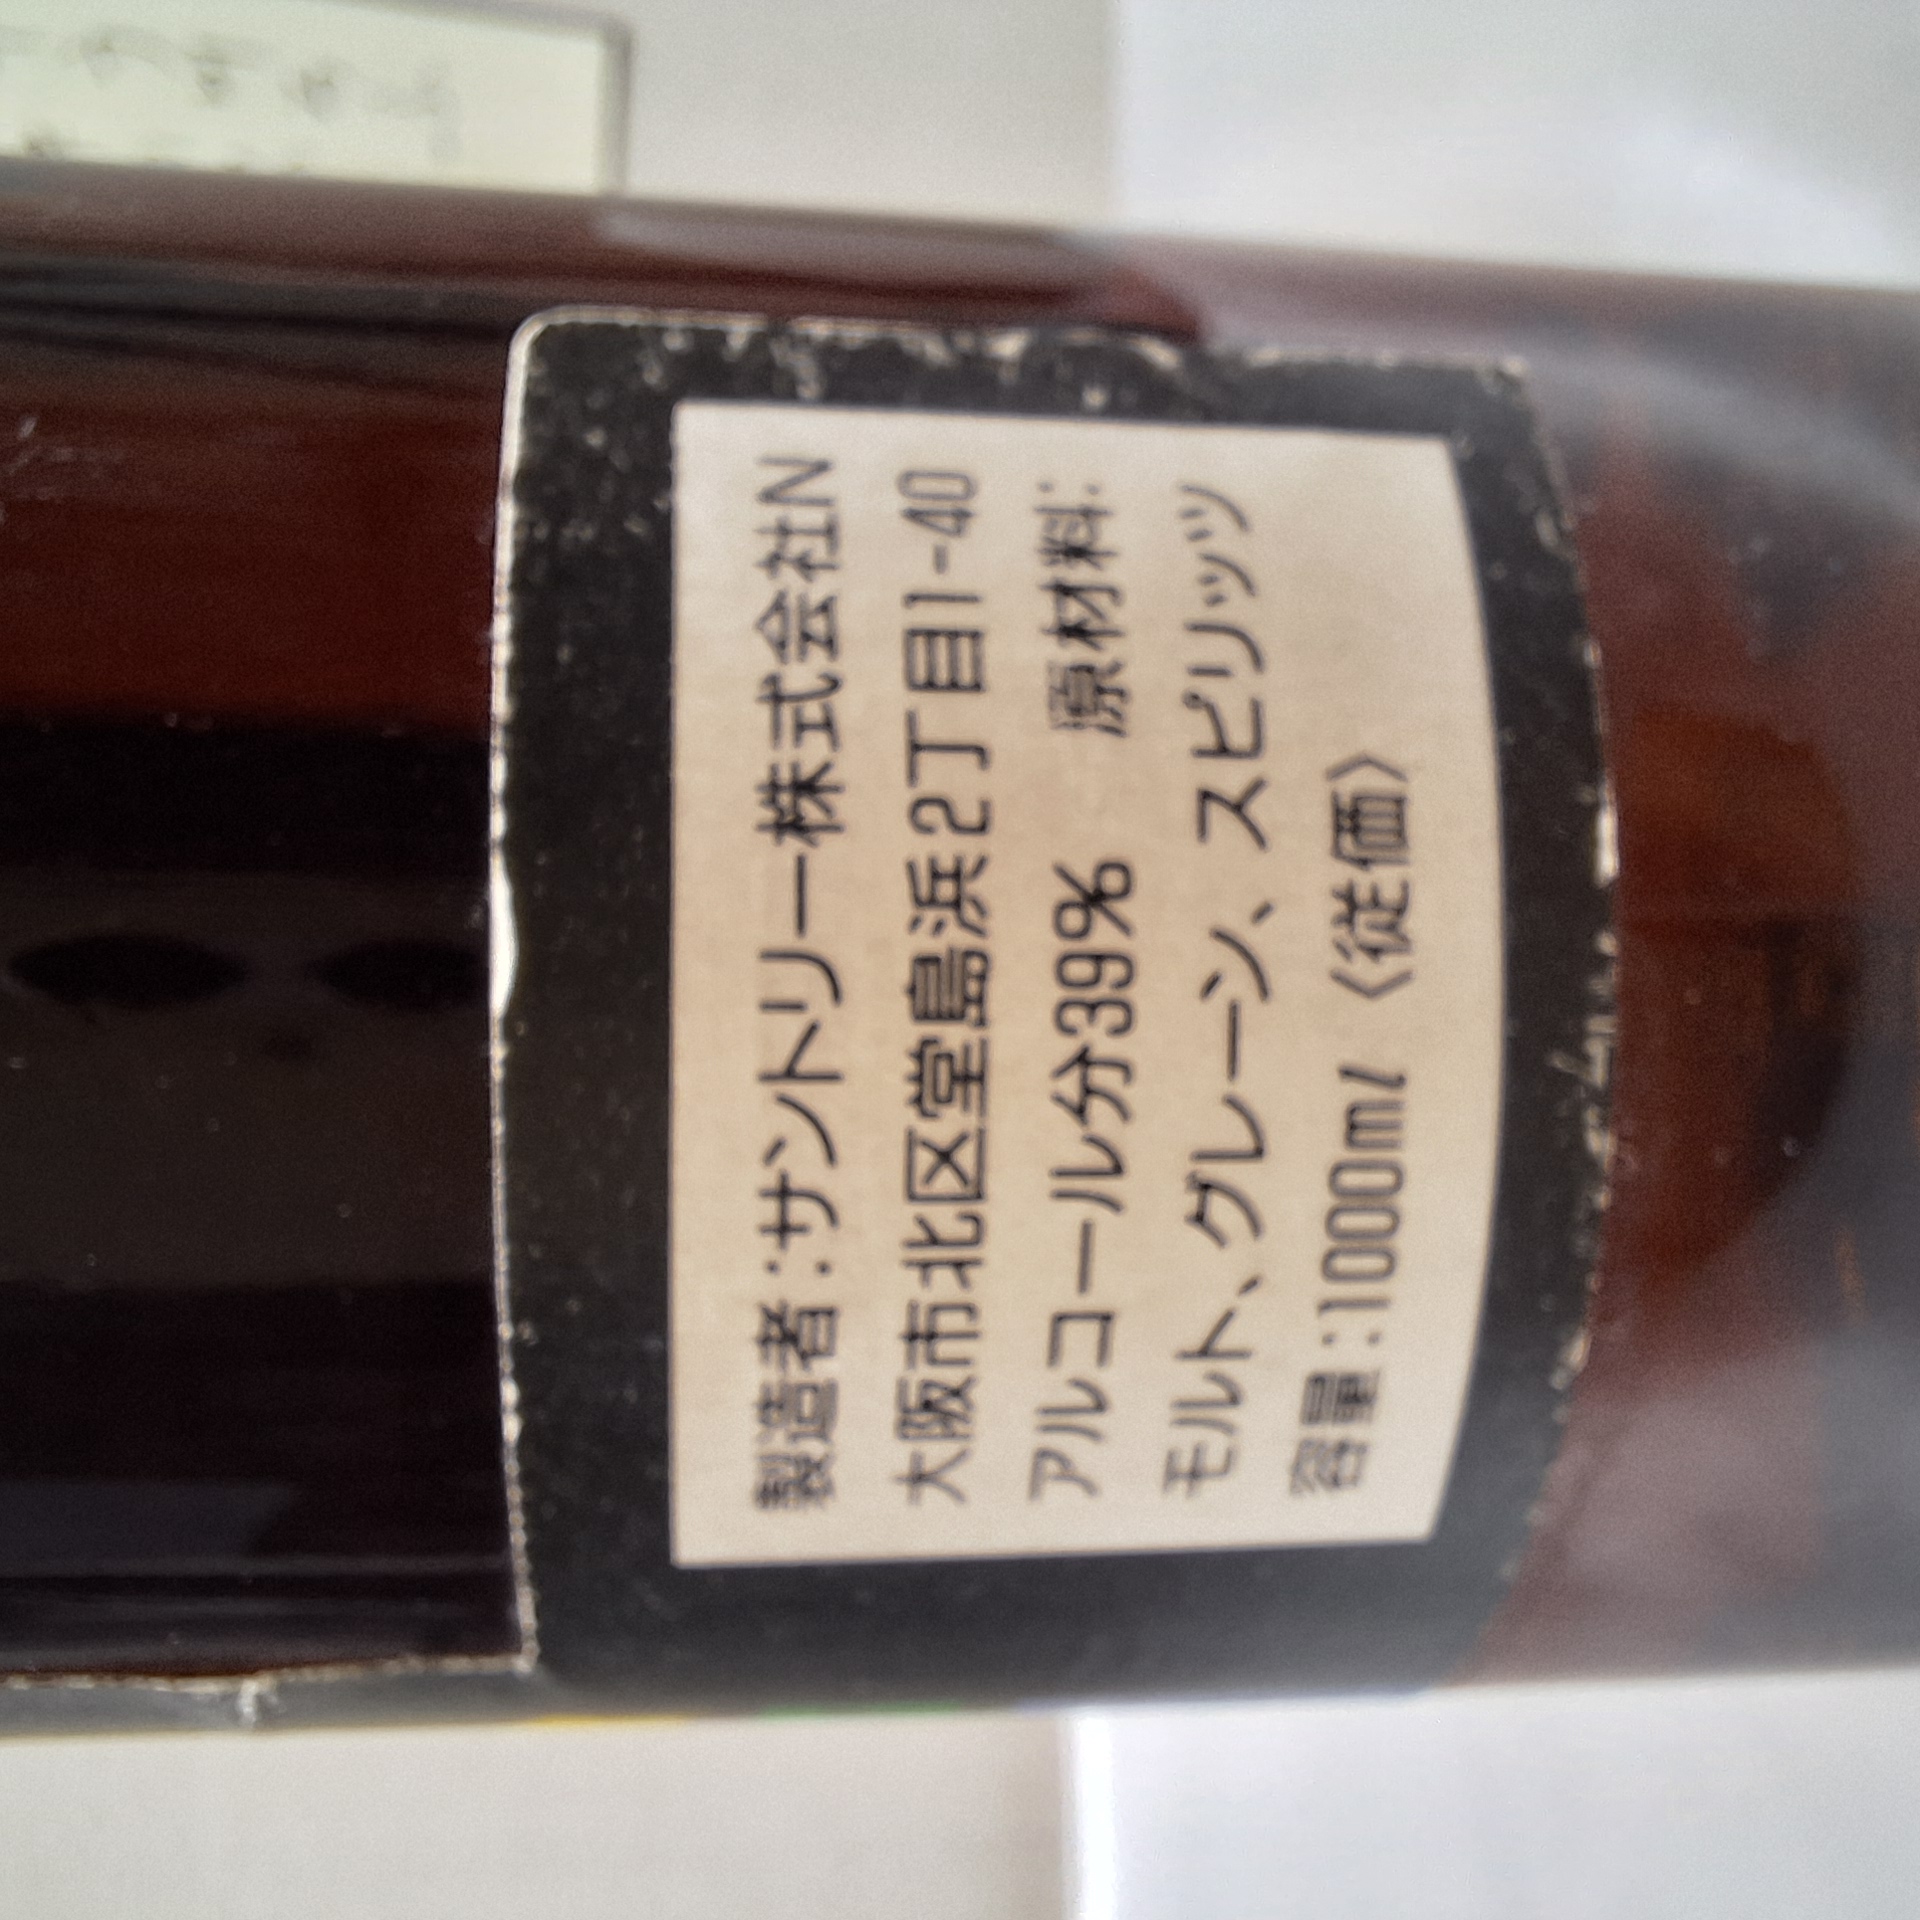 製造者:サントリー株式会社N
大阪市北区堂島浜2丁目1-40
アルコール分39% 原材料:
モルト、グレーン、スピリッツ
容量:1000ml 〈従価〉